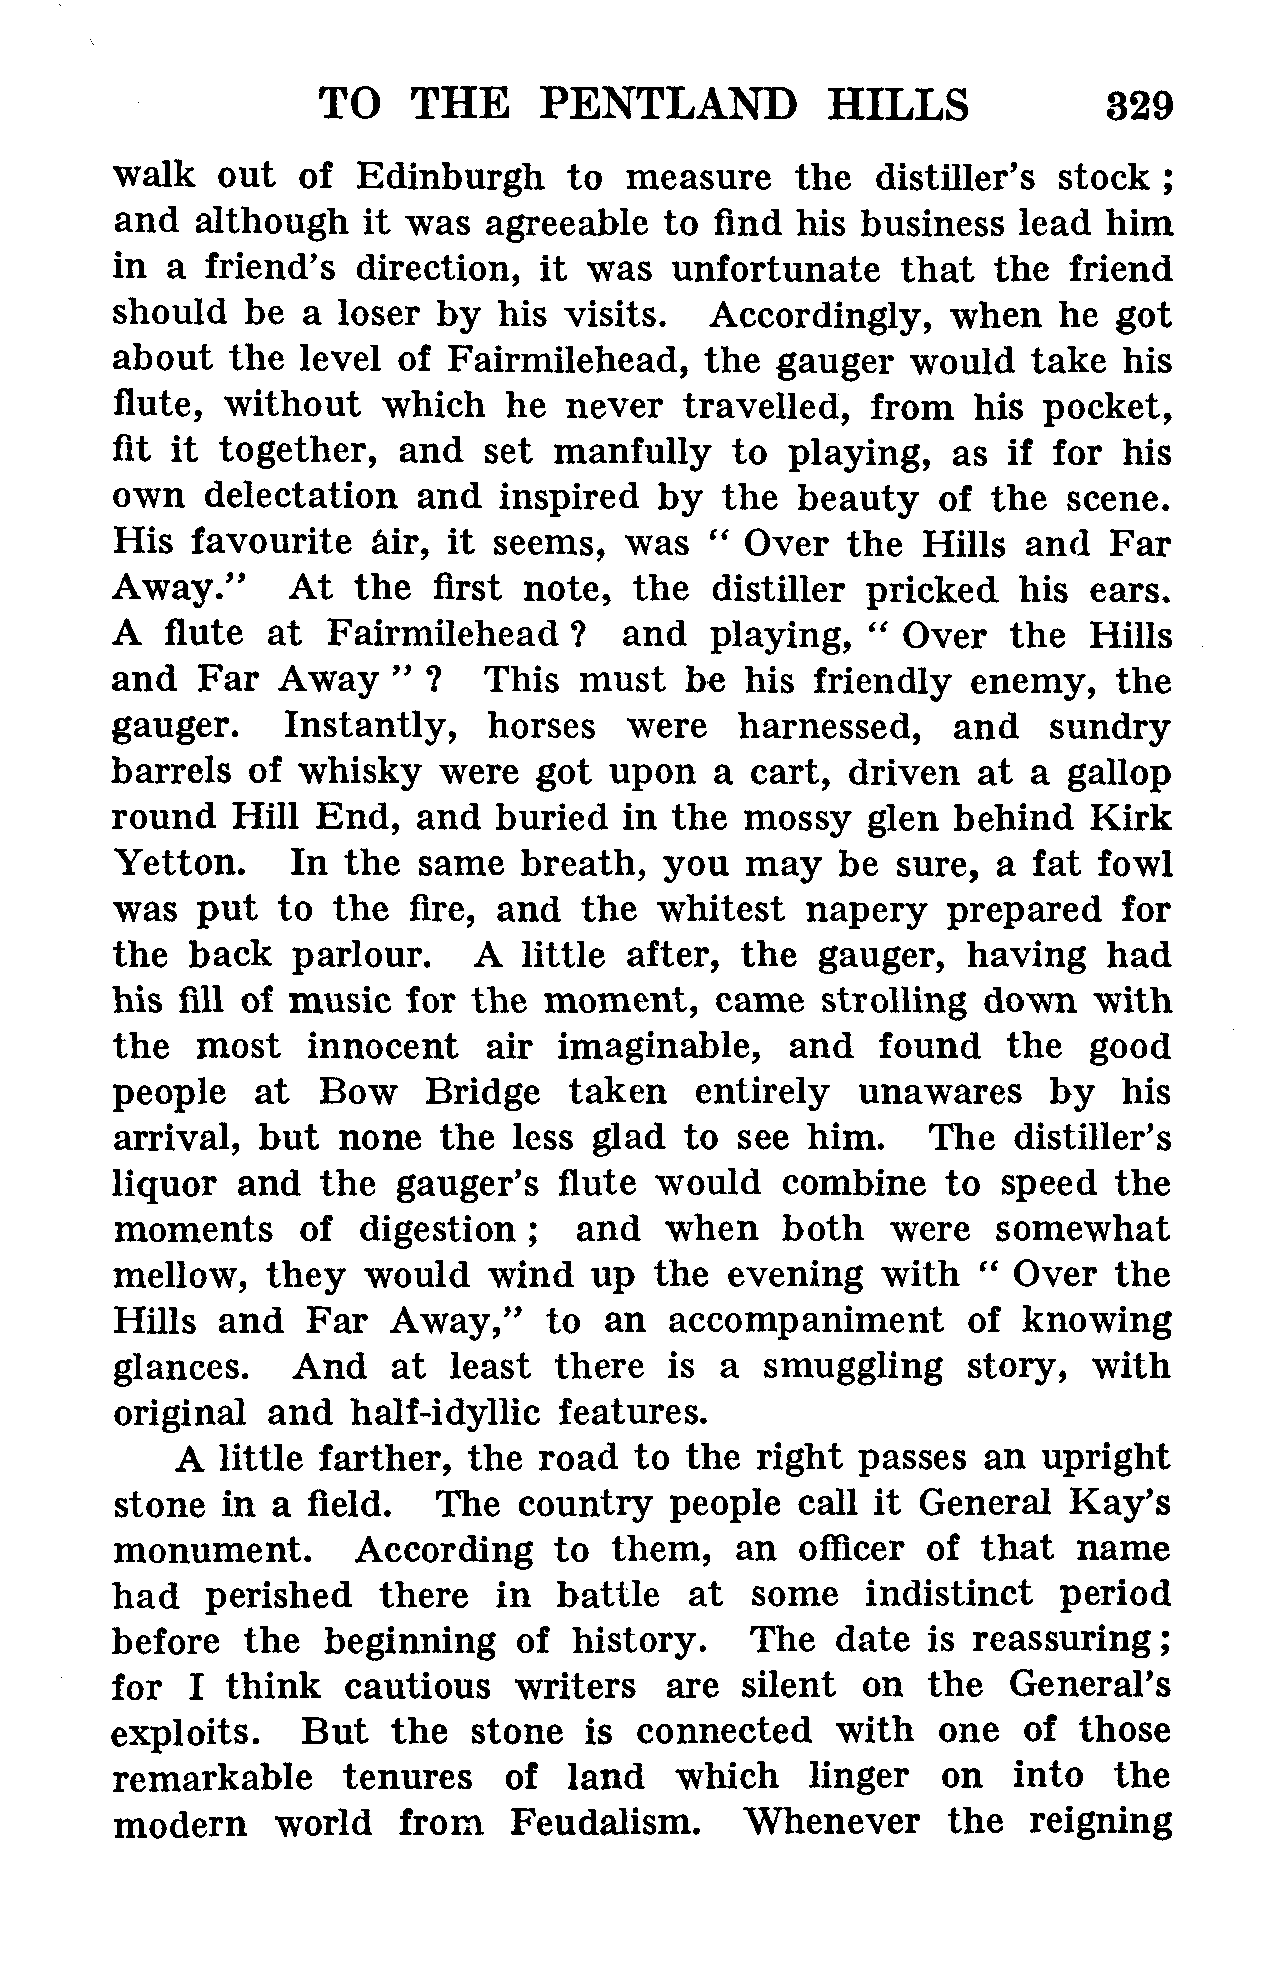 TO THE PENTLAND HILLS 329
walk out of Edinburgh to measure the distiller's stock ;
and although it was agreeable to find his business lead him
in a friend's direction, it was unfortunate that the friend
should be a loser by his visits. Accordingly, when he got
about the level of Fairmilehead, the gauger would take his
flute, without which he never travelled, from his pocket,
fit it together, and set manfully to playing, as if for his
own delectation and inspired by the beauty of the scene.
His favourite air, it seems, was " Over the Hills and Far
Away." At the first note, the distiller pricked his ears.
A flute at Fairmilehead ? and playing, " Over the Hills
and Far Away " ? This must be his friendly enemy, the
gauger. Instantly, horses were harnessed, and sundry
barrels of whisky were got upon a cart, driven at a gallop
round Hill End, and buried in the mossy glen behind Kirk
Yetton. In the same breath, you may be sure, a fat fowl
was put to the fire, and the whitest napery prepared for
the back parlour. A little after, the gauger, having had
his fill of music for the moment, came strolling down with
the most innocent air imaginable, and found the good
people at Bow Bridge taken entirely unawares by his
arrival, but none the less glad to see him. The distiller's
liquor and the gauger's flute would combine to speed the
moments of digestion ; and when both were somewhat
mellow, they would wind up the evening with " Over the
Hills and Far Away," to an accompaniment of knowing
glances. And at least there is a smuggling story, with
original and half-idyllic features.
A little farther, the road to the right passes an upright
stone in a field. The country people call it General Kay's
monument. According to them, an officer of that name
had perished there in battle at some indistinct period
before the beginning of history. The date is reassuring ;
for I think cautious writers are silent on the General's
exploits. But the stone is connected with one of those
remarkable tenures of land which linger on into the
modern world from Feudalism. Whenever the reigning